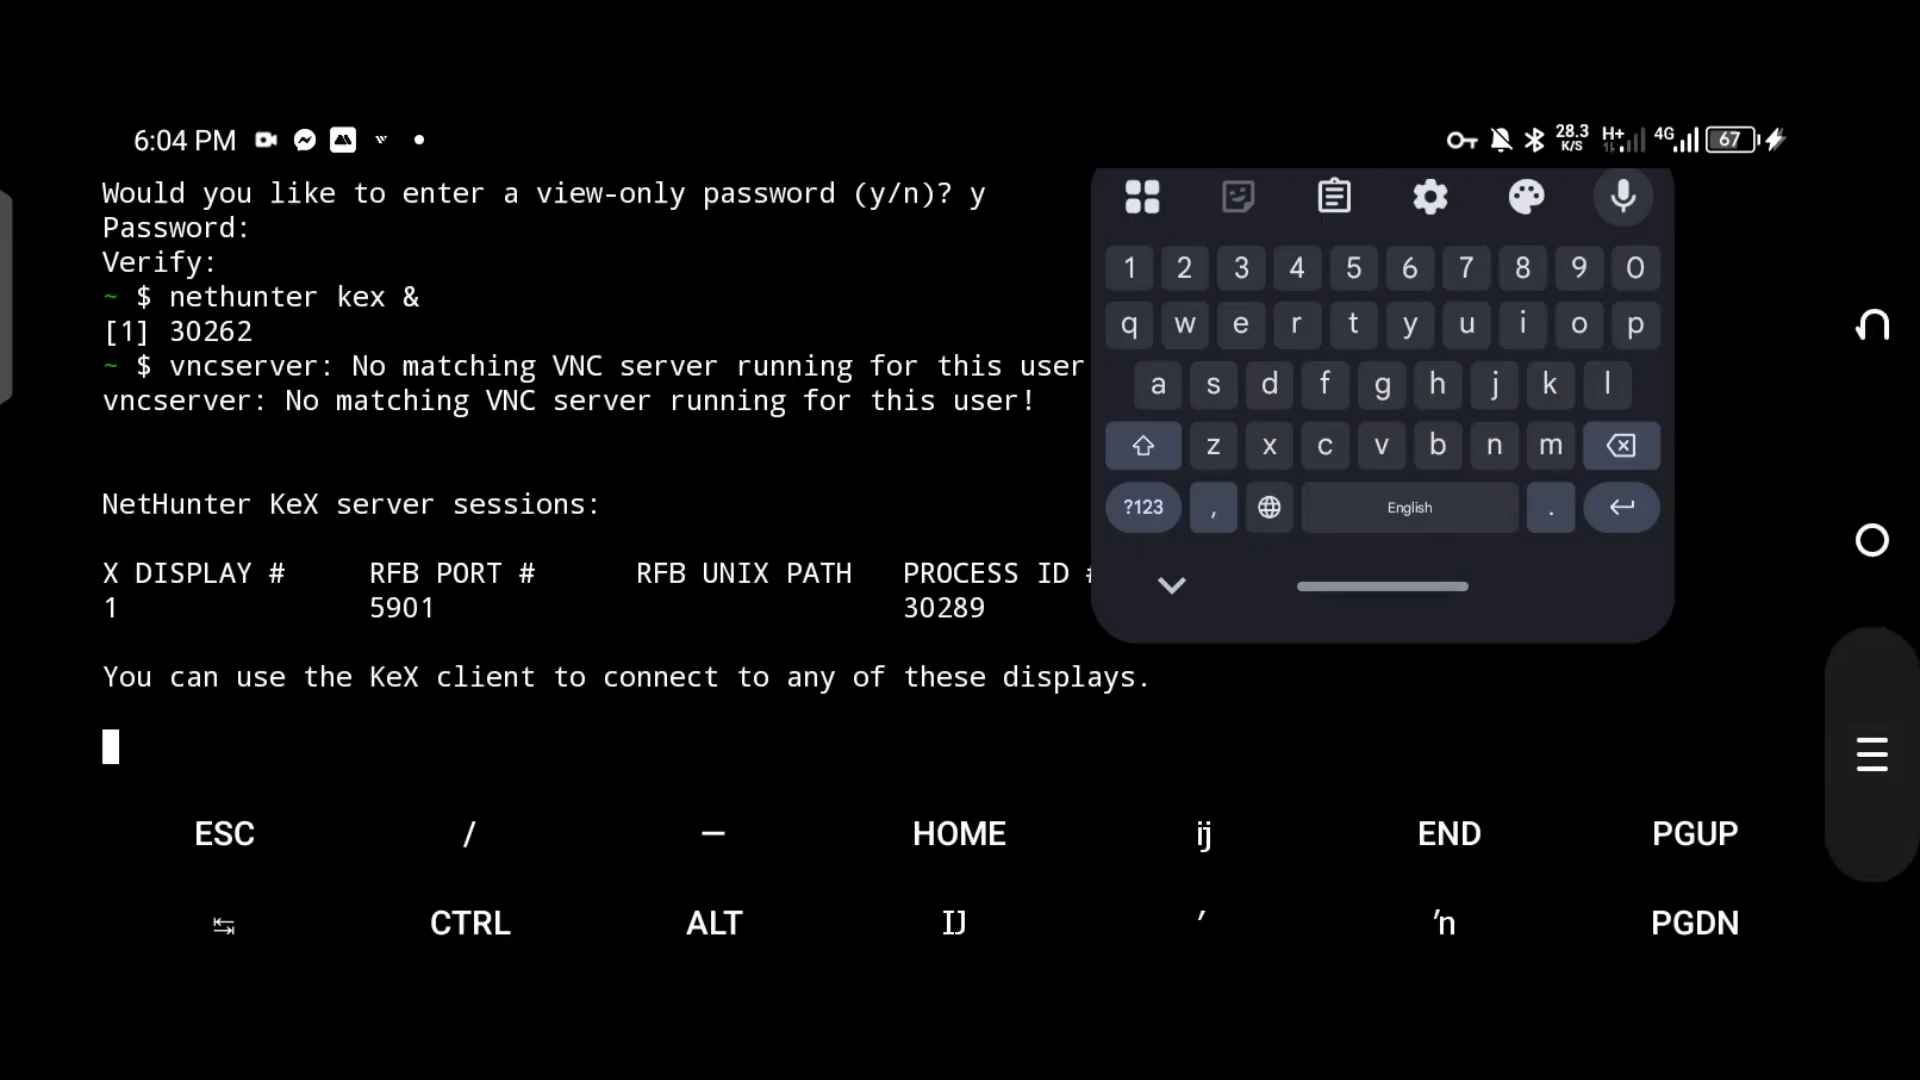 6:04 PM 28.3 K/S H+ 4G 67
Would you like to enter a view-only password (y/n)? y
Password:
Verify:
~ $ nethunter kex &
[1] 30262
~ $ vncserver: No matching VNC server running for this user
vncserver: No matching VNC server running for this user!
NetHunter KeX server sessions:
X DISPLAY # RFB PORT # RFB UNIX PATH PROCESS ID #
1 5901 30289
You can use the KeX client to connect to any of these displays.
1 2 3 4 5 6 7 8 9 0
q w e r t y u i o p
a s d f g h j k l
z x c v b n m
?123 , English .
ESC / — HOME ij END PGUP
CTRL ALT IJ ʼ ŉ PGDN